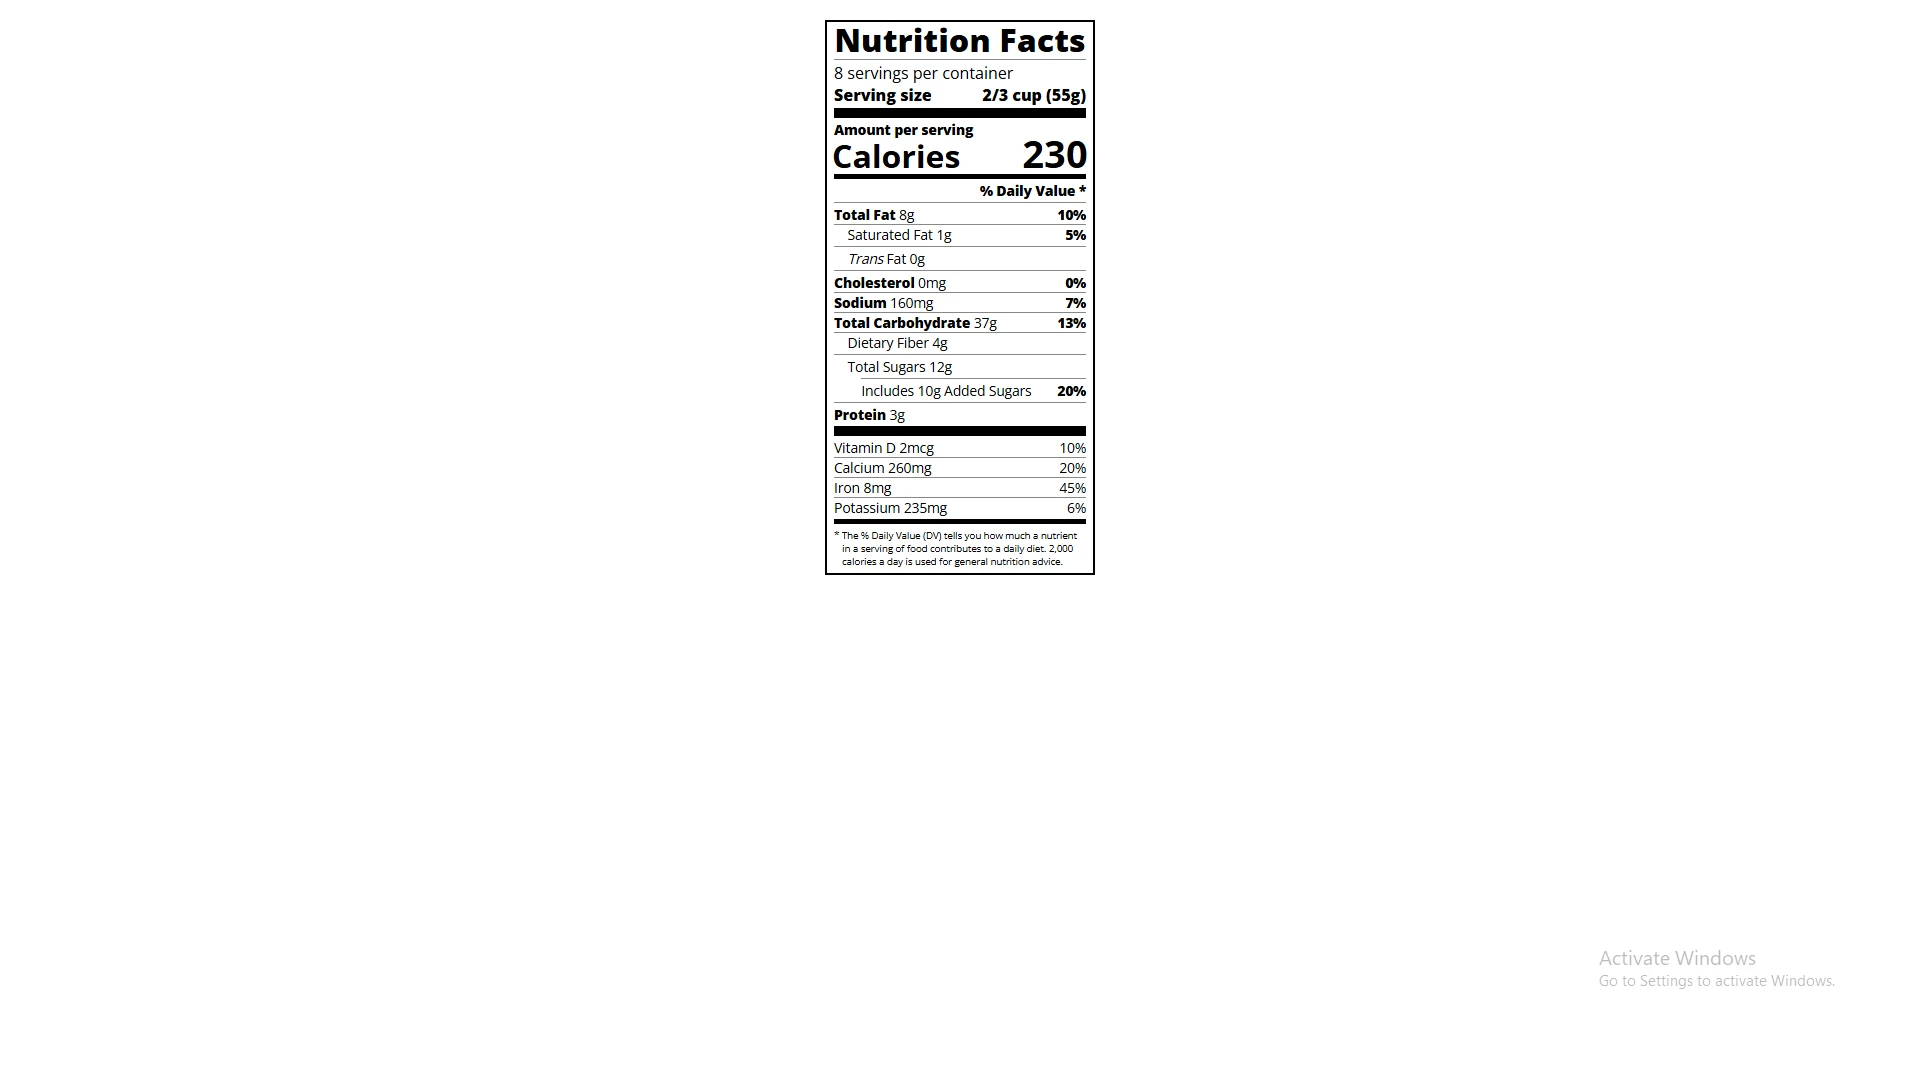 Nutrition Facts
8 servings per container
Serving size 2/3 cup (55g)
Amount per serving
Calories 230
% Daily Value *
Total Fat 8g 10%
Saturated Fat 1g 5%
Trans Fat 0g
Cholesterol 0mg 0%
Sodium 160mg 7%
Total Carbohydrate 37g 13%
Dietary Fiber 4g
Total Sugars 12g
Includes 10g Added Sugars 20%
Protein 3g
Vitamin D 2mcg 10%
Calcium 260mg 20%
Iron 8mg 45%
Potassium 235mg 6%
* The % Daily Value (DV) tells you how much a nutrient
in a serving of food contributes to a daily diet. 2,000
calories a day is used for general nutrition advice.
Activate Windows
Go to Settings to activate Windows.